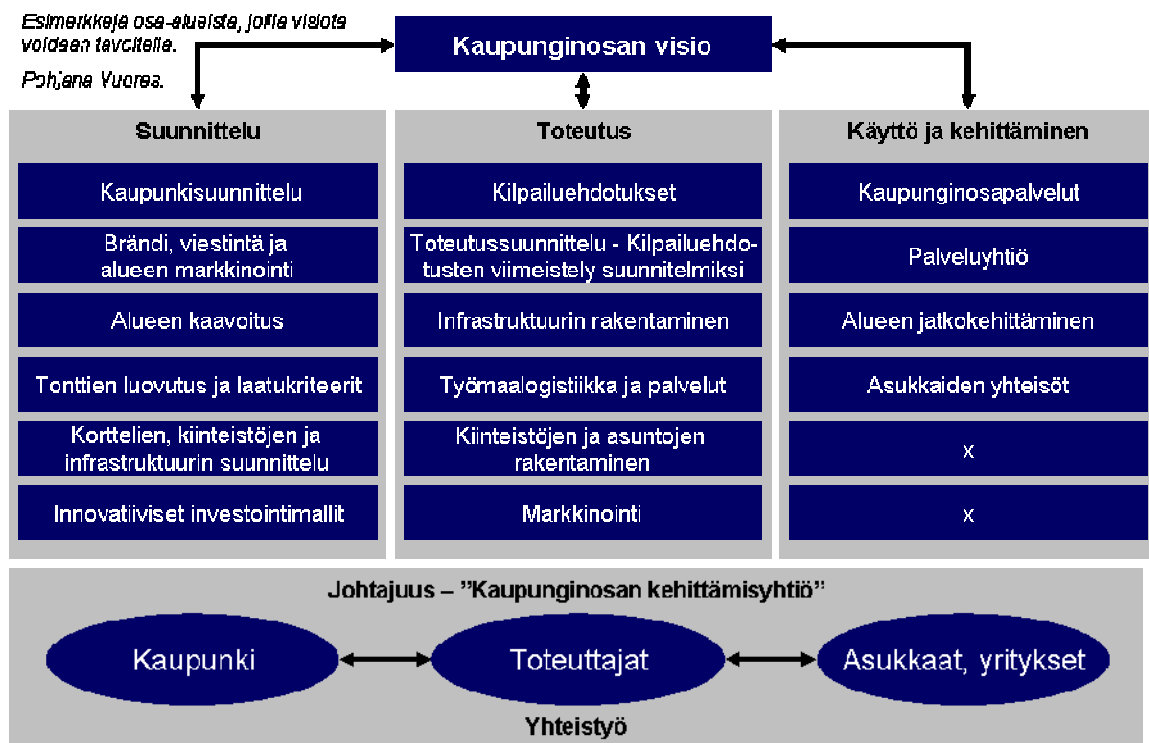 Esimerkkejä osa-alueista, joilla visiota
voidaan tavoitella.
Pohjana Vuores.
Kaupunginosan visio
Suunnittelu
Kaupunkisuunnittelu
Brändi, viestintä ja
alueen markkinointi
Alueen kaavoitus
Tonttien luovutus ja laatukriteerit
Korttelien, kiinteistöjen ja
infrastruktuurin suunnittelu
Innovatiiviset investointimallit
Toteutus
Kilpailuehdotukset
Toteutussuunnittelu - Kilpailuehdo-
tusten viimeistely suunnitelmiksi
Infrastruktuurin rakentaminen
Työmaalogistiikka ja palvelut
Kiinteistöjen ja asuntojen
rakentaminen
Markkinointi
Käyttö ja kehittäminen
Kaupunginosapalvelut
Palveluyhtiö
Alueen jatkokehittäminen
Asukkaiden yhteisöt
x
x
Johtajuus – ”Kaupunginosan kehittämisyhtiö”
Kaupunki
Toteuttajat
Asukkaat, yritykset
Yhteistyö